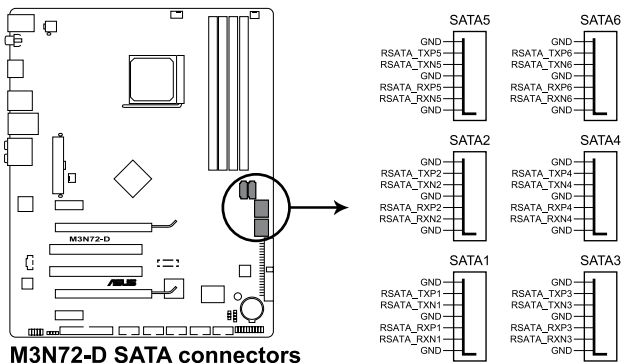 SATA5
GND
RSATA_TXP5
RSATA_TXN5
GND
RSATA_RXP5
RSATA_RXN5
GND
SATA6
GND
RSATA_TXP6
RSATA_TXN6
GND
RSATA_RXP6
RSATA_RXN6
GND
SATA2
GND
RSATA_TXP2
RSATA_TXN2
GND
RSATA_RXP2
RSATA_RXN2
GND
SATA4
GND
RSATA_TXP4
RSATA_TXN4
GND
RSATA_RXP4
RSATA_RXN4
GND
SATA1
GND
RSATA_TXP1
RSATA_TXN1
GND
RSATA_RXP1
RSATA_RXN1
GND
SATA3
GND
RSATA_TXP3
RSATA_TXN3
GND
RSATA_RXP3
RSATA_RXN3
GND
M3N72-D
ASUS
M3N72-D SATA connectors